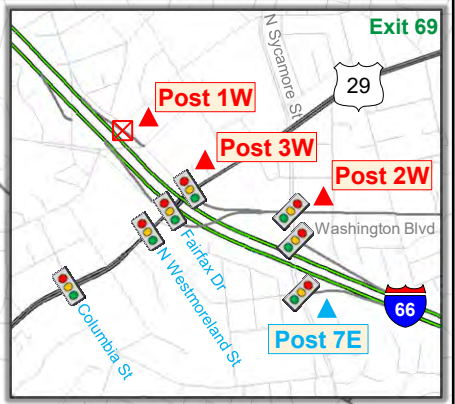 Exit 69
N Sycamore St
29
Post 1W
Post 3W
Post 2W
Washington Blvd
Fairfax Dr
N Westmoreland St
Columbia St
66
Post 7E